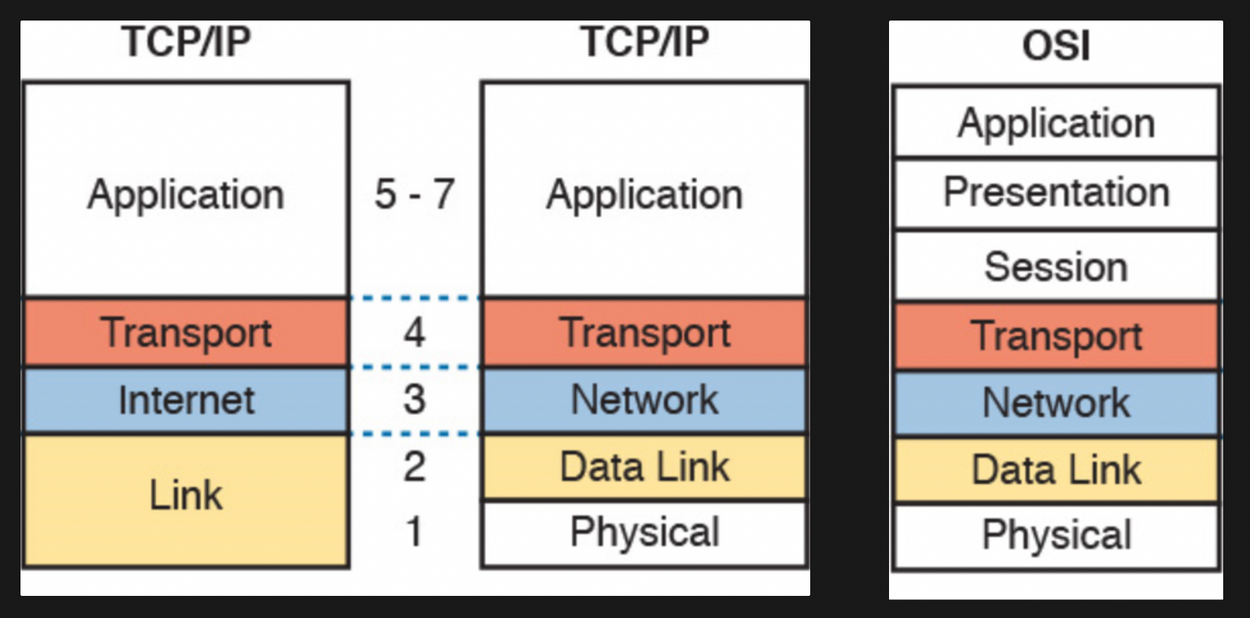 TCP/IP
Application
Transport
Internet
Link
5 - 7
4
3
2
1
TCP/IP
Application
Transport
Network
Data Link
Physical
OSI
Application
Presentation
Session
Transport
Network
Data Link
Physical